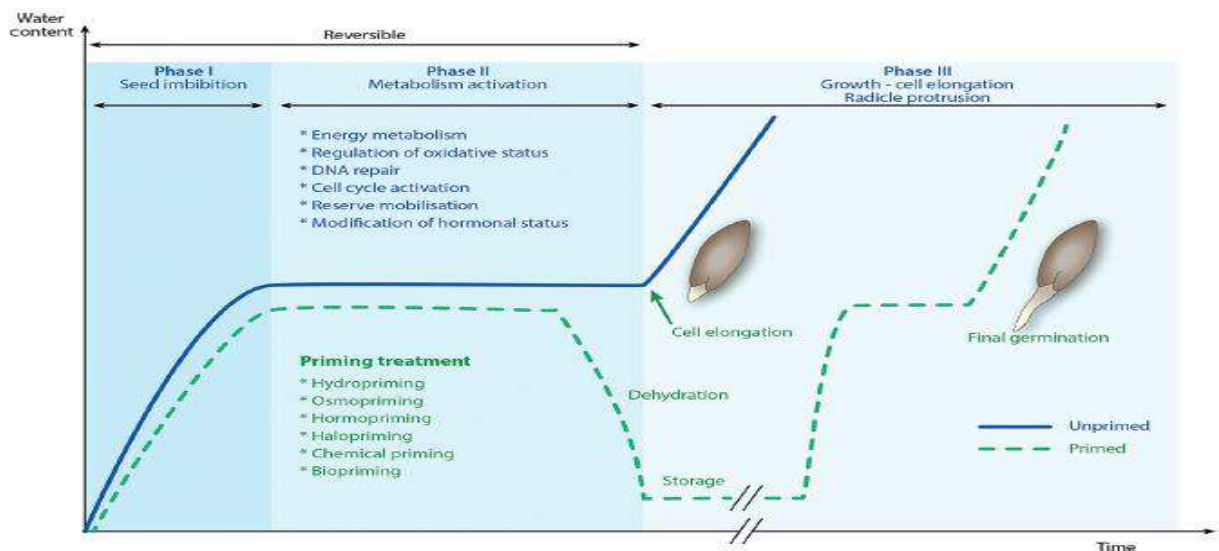 Water
content
Reversible
Phase I
Seed imbibition
Phase II
Metabolism activation
Phase III
Growth - cell elongation
Radicle protrusion
* Energy metabolism
* Regulation of oxidative status
* DNA repair
* Cell cycle activation
* Reserve mobilisation
* Modification of hormonal status
Cell elongation
Final germination
Priming treatment
* Hydropriming
* Osmopriming
* Hormopriming
* Halopriming
* Chemical priming
* Biopriming
Dehydration
Storage
Unprimed
Primed
Time